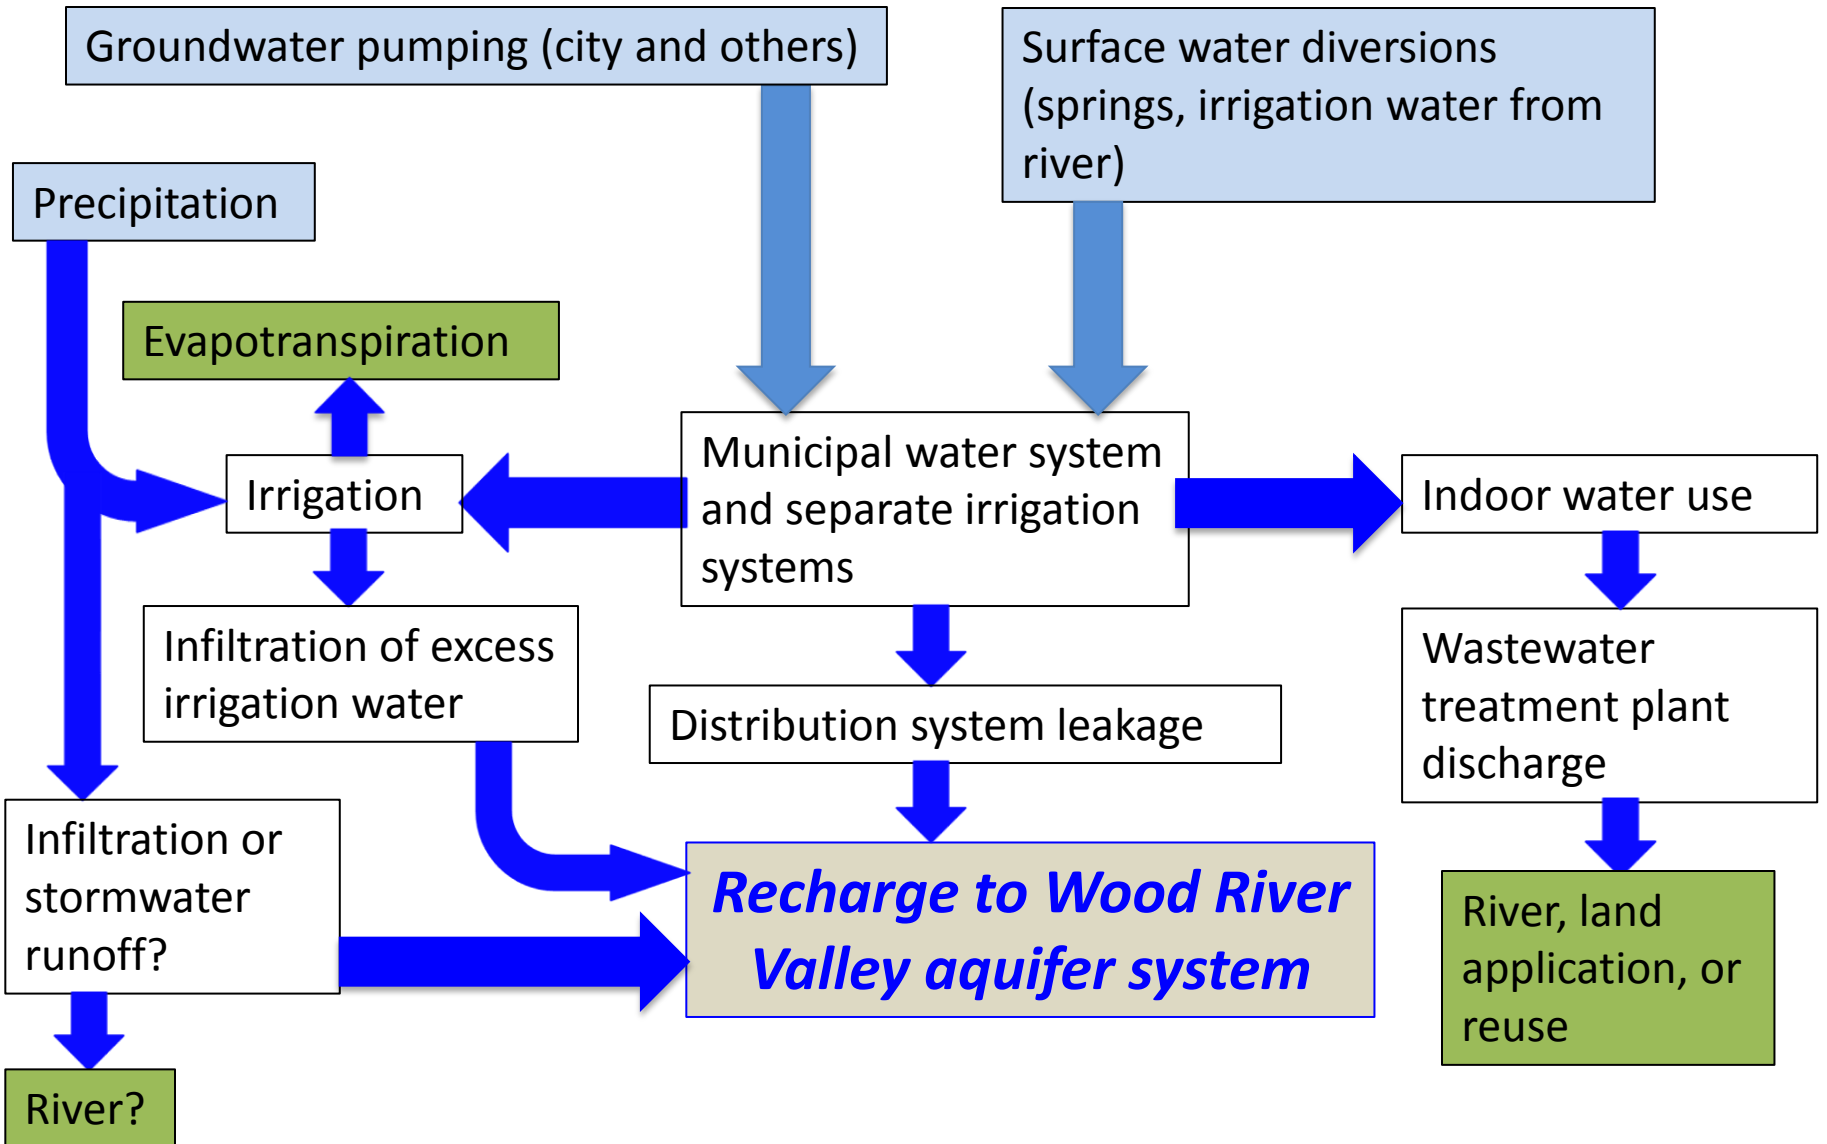 Groundwater pumping (city and others)
Surface water diversions
(springs, irrigation water from
river)
Precipitation
Evapotranspiration
Irrigation
Municipal water system
and separate irrigation
systems
Indoor water use
Infiltration of excess
irrigation water
Distribution system leakage
Wastewater
treatment plant
discharge
Infiltration or
stormwater
runoff?
Recharge to Wood River
Valley aquifer system
River, land
application, or
reuse
River?